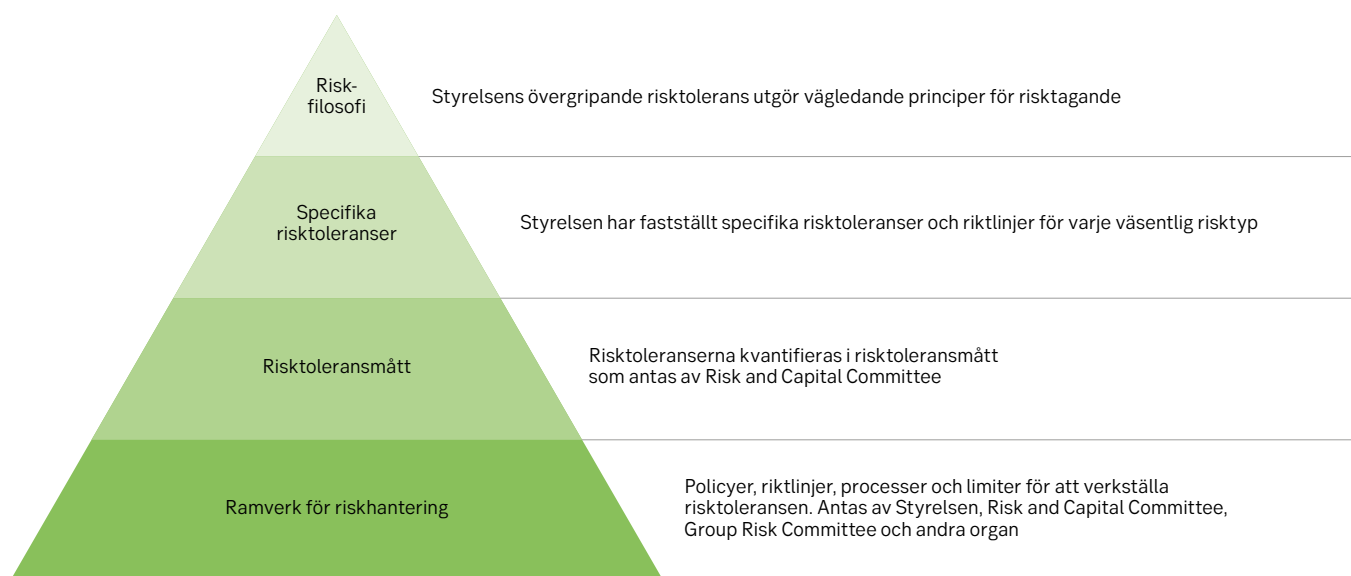 Risk-
filosofi
Styrelsens övergripande risktolerans utgör vägledande principer för risktagande
Specifika
risktoleranser
Styrelsen har fastställt specifika risktoleranser och riktlinjer för varje väsentlig risktyp
Risktoleransmått
Risktoleranserna kvantifieras i risktoleransmått
som antas av Risk and Capital Committee
Ramverk för riskhantering
Policyer, riktlinjer, processer och limiter för att verkställa
risktoleransen. Antas av Styrelsen, Risk and Capital Committee,
Group Risk Committee och andra organ